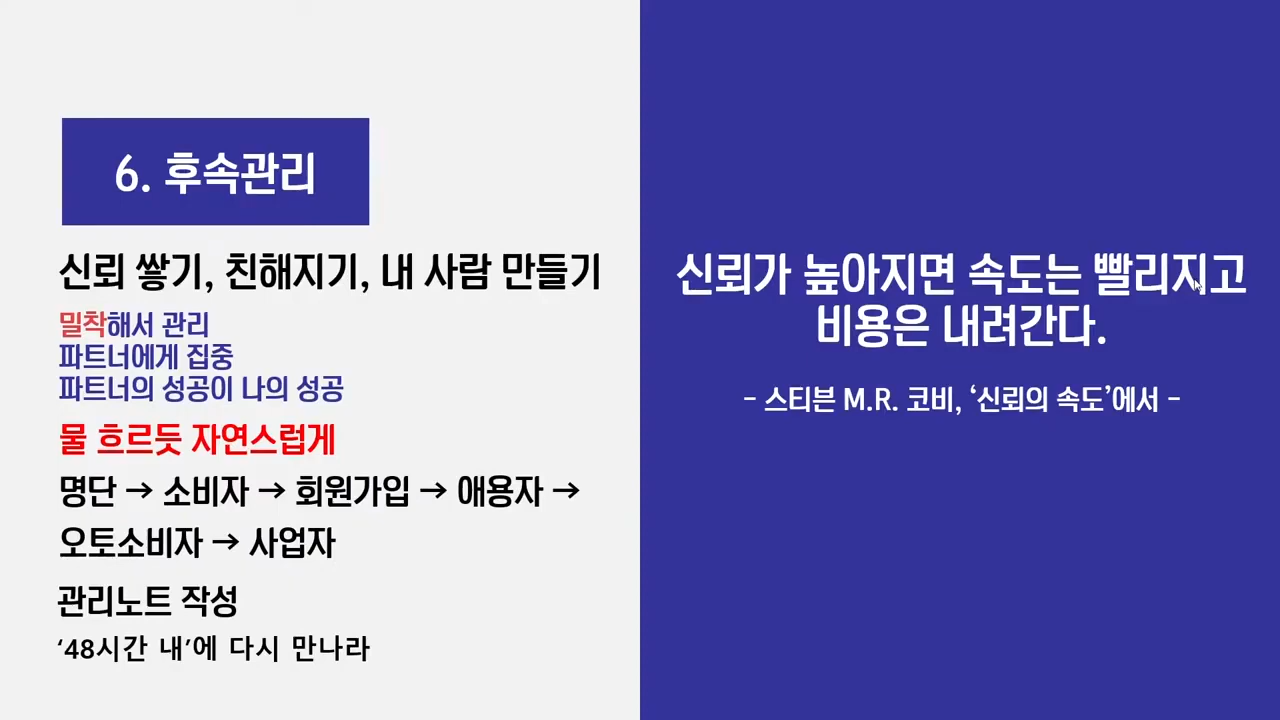 6. 후속관리
신뢰 쌓기, 친해지기, 내 사람 만들기
밀착해서 관리
파트너에게 집중
파트너의 성공이 나의 성공
물 흐르듯 자연스럽게
명단 → 소비자 → 회원가입 → 애용자 →
오토소비자 → 사업자
관리노트 작성
‘48시간 내’에 다시 만나라
신뢰가 높아지면 속도는 빨리지고
비용은 내려간다.
- 스티븐 M.R. 코비, ‘신뢰의 속도’에서 -